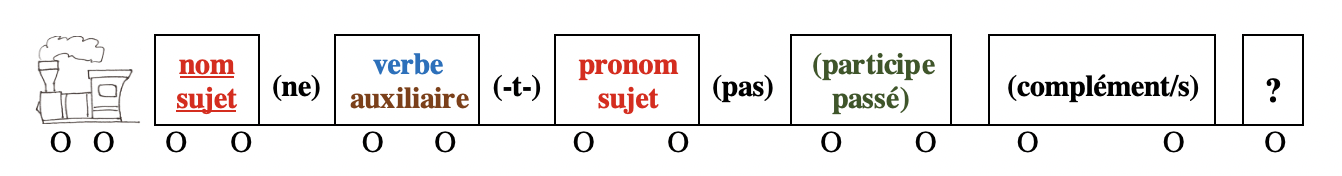 nom
sujet
(ne)
verbe
auxiliaire
(-t-)
pronom
sujet
(pas)
(participe
passé)
(complément/s)
?
O O O O O O O O O O O O O